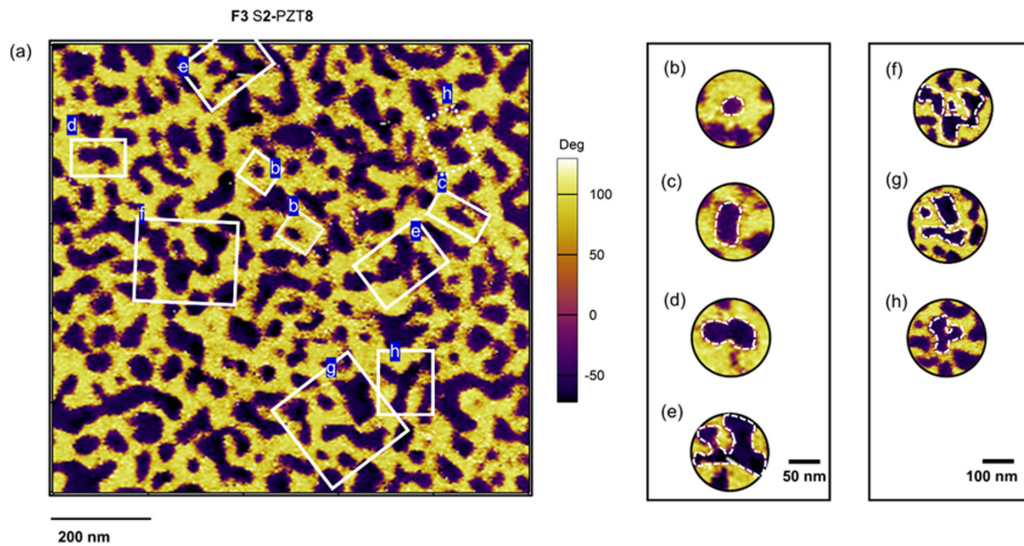 F3 S2-PZT8
(a)
e
h
d
b
c
b
f
e
h
g
200 nm
Deg
100
50
0
-50
(b)
(c)
(d)
(e)
50 nm
(f)
(g)
(h)
100 nm